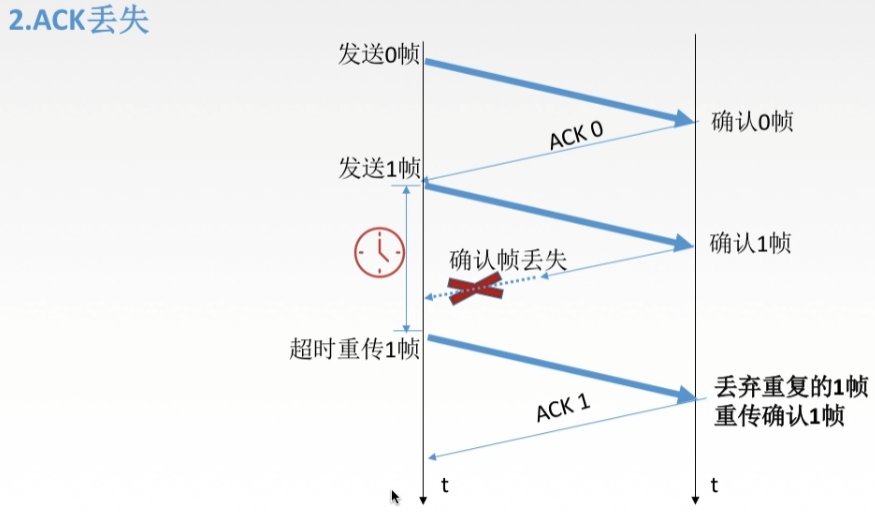 2.ACK丢失
发送0帧
确认0帧
ACK 0
发送1帧
确认1帧
确认帧丢失
超时重传1帧
丢弃重复的1帧
重传确认1帧
ACK 1
t
t